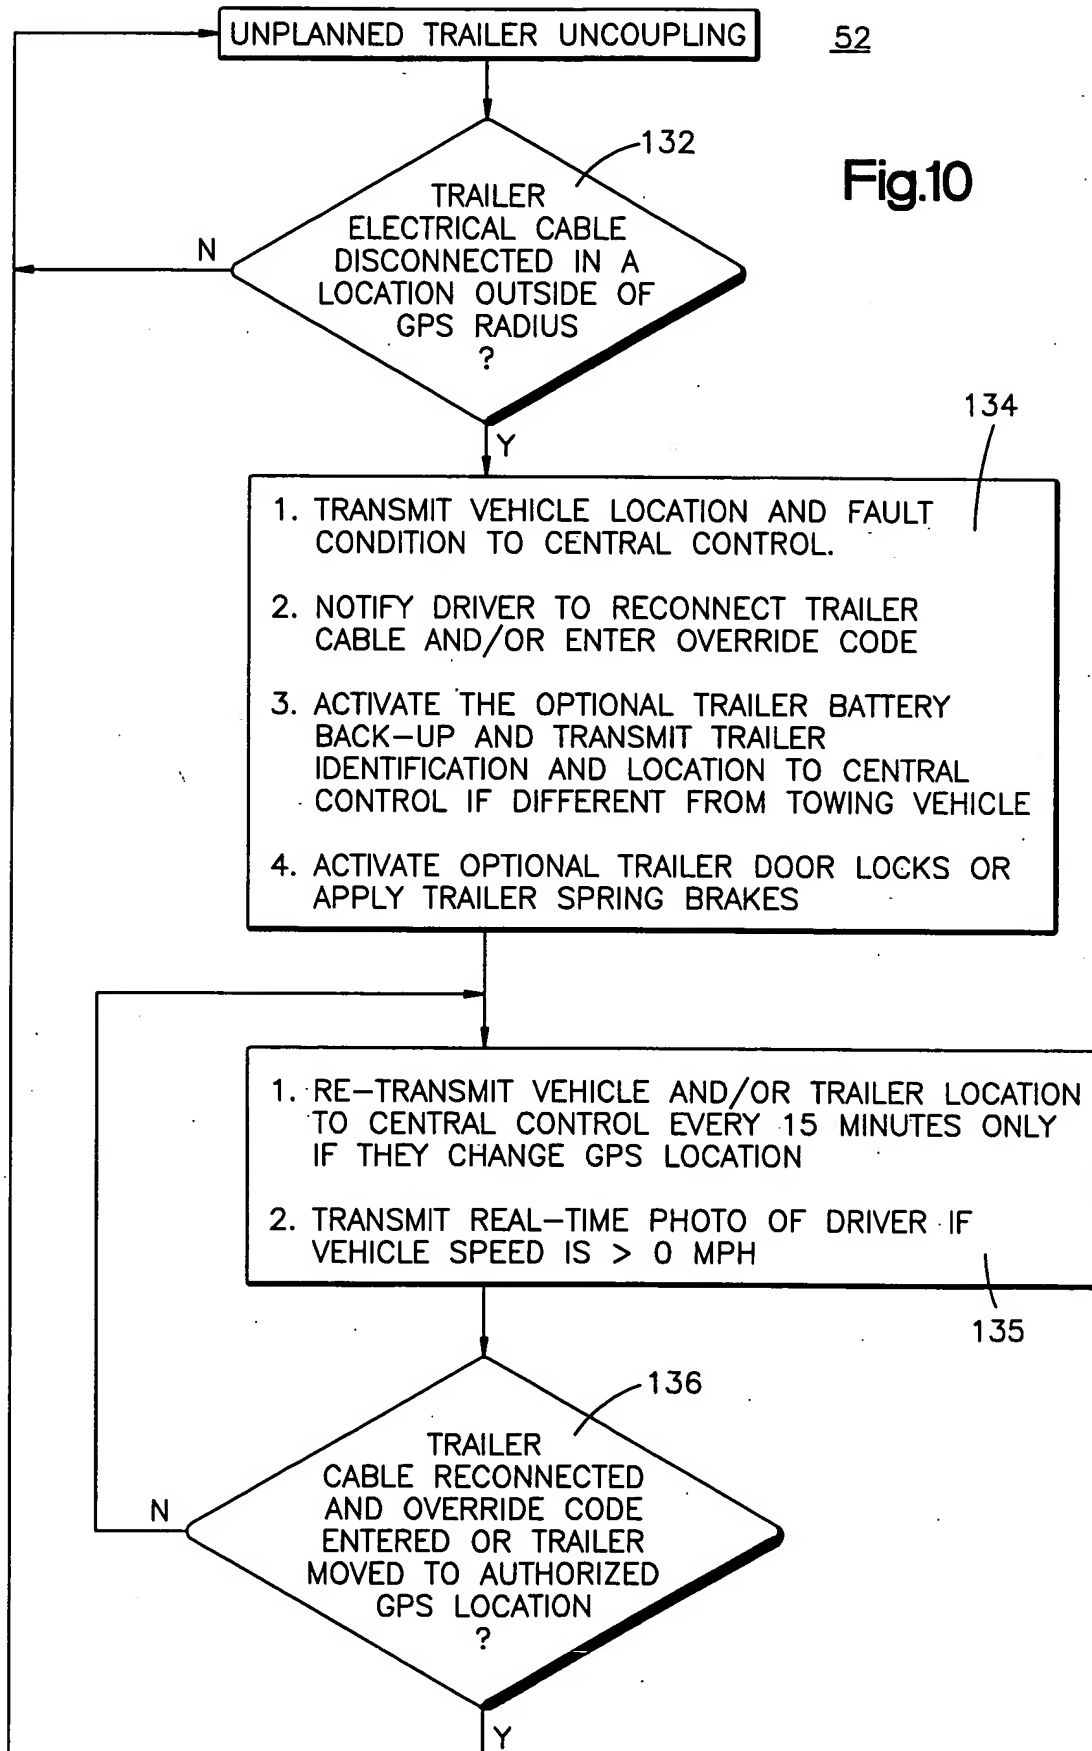 UNPLANNED TRAILER UNCOUPLING
52
Fig.10
132
TRAILER
ELECTRICAL CABLE
DISCONNECTED IN A
LOCATION OUTSIDE OF
GPS RADIUS
?
N
Y
134
1. TRANSMIT VEHICLE LOCATION AND FAULT
CONDITION TO CENTRAL CONTROL.
2. NOTIFY DRIVER TO RECONNECT TRAILER
CABLE AND/OR ENTER OVERRIDE CODE
3. ACTIVATE THE OPTIONAL TRAILER BATTERY
BACK-UP AND TRANSMIT TRAILER
IDENTIFICATION AND LOCATION TO CENTRAL
CONTROL IF DIFFERENT FROM TOWING VEHICLE
4. ACTIVATE OPTIONAL TRAILER DOOR LOCKS OR
APPLY TRAILER SPRING BRAKES
1. RE-TRANSMIT VEHICLE AND/OR TRAILER LOCATION
TO CENTRAL CONTROL EVERY 15 MINUTES ONLY
IF THEY CHANGE GPS LOCATION
2. TRANSMIT REAL-TIME PHOTO OF DRIVER IF
VEHICLE SPEED IS > 0 MPH
135
136
TRAILER
CABLE RECONNECTED
AND OVERRIDE CODE
ENTERED OR TRAILER
MOVED TO AUTHORIZED
GPS LOCATION
?
N
Y